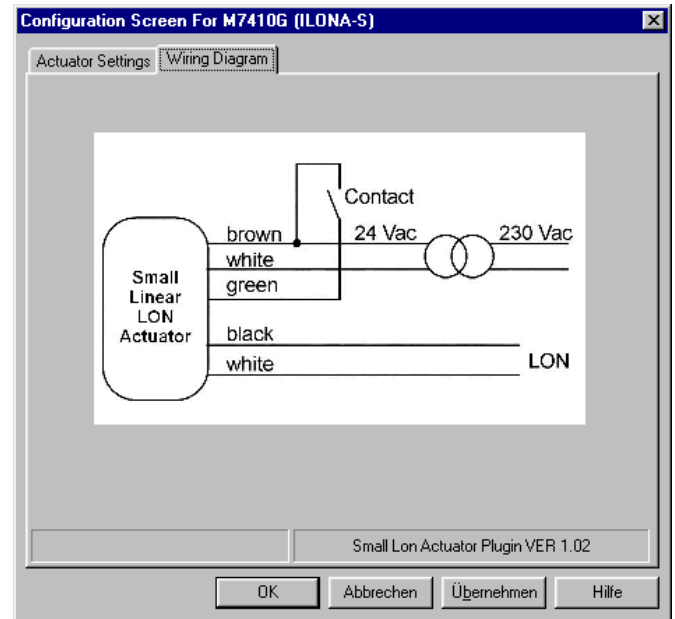 Configuration Screen For M7410G (ILONA-S)
Actuator Settings
Wiring Diagram
Contact
brown
24 Vac
230 Vac
white
green
Small
Linear
LON
Actuator
black
white
LON
Small Lon Actuator Plugin VER 1.02
OK
Abbrechen
Übernehmen
Hilfe